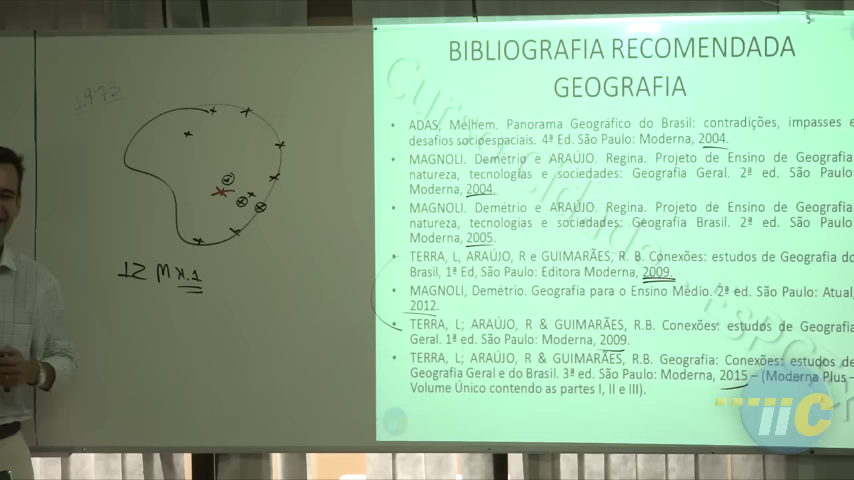 1975
12 M
BIBLIOGRAFIA RECOMENDADA
GEOGRAFIA
• ADAS, Melhem. Panorama Geográfico do Brasil: contradições, impasses e
desafios socioespaciais. 4ª Ed. São Paulo: Moderna, 2004.
• MAGNOLI. Demétrio e ARAÚJO. Regina. Projeto de Ensino de Geografia
natureza, tecnologias e sociedades: Geografia Geral. 2ª ed. São Paulo
Moderna, 2004.
• MAGNOLI. Demétrio e ARAÚJO. Regina. Projeto de Ensino de Geografia
natureza, tecnologias e sociedades: Geografia Brasil. 2ª ed. São Paulo
Moderna, 2005.
• TERRA, L, ARAÚJO, R e GUIMARÃES, R. B. Conexões: estudos de Geografia do
Brasil, 1ª Ed, São Paulo: Editora Moderna, 2009.
• MAGNOLI, Demétrio. Geografia para o Ensino Médio. 2ª ed. São Paulo: Atual,
2012.
• TERRA, L; ARAÚJO, R & GUIMARÃES, R.B. Conexões: estudos de Geografia
Geral. 1ª ed. São Paulo: Moderna, 2009.
• TERRA, L; ARAÚJO, R & GUIMARÃES, R.B. Geografia: Conexões: estudos de
Geografia Geral e do Brasil. 3ª ed. São Paulo: Moderna, 2015 – (Moderna Plus –
Volume Único contendo as partes I, II e III).
Curso Cidade - EsPCEx
iiC